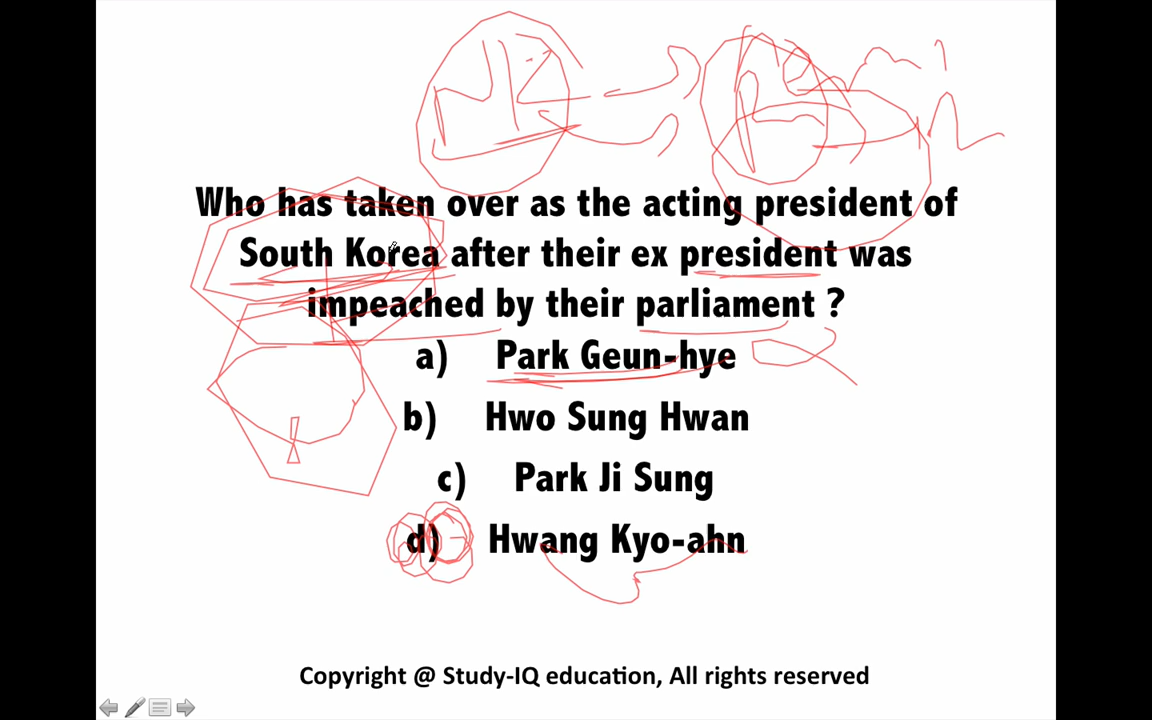 Who has taken over as the acting president of
South Korea after their ex president was
impeached by their parliament ?
a) Park Geun-hye
b) Hwo Sung Hwan
c) Park Ji Sung
d) Hwang Kyo-ahn
Copyright @ Study-IQ education, All rights reserved